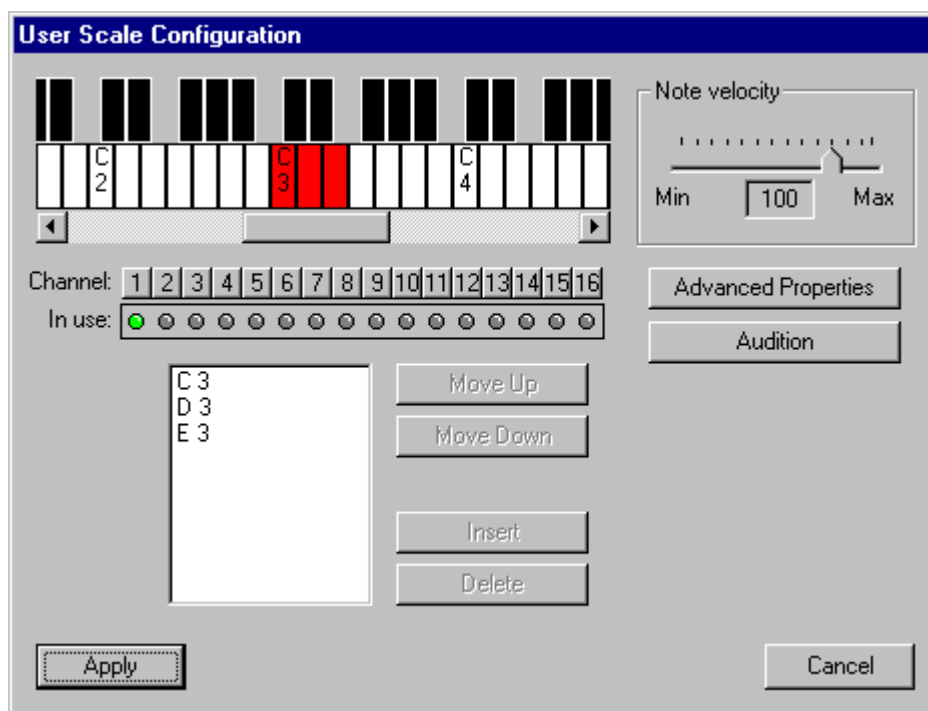 User Scale Configuration
C 2
C 3
C 4
Note velocity
Min 100 Max
Channel: 1 2 3 4 5 6 7 8 9 10 11 12 13 14 15 16
In use:
Advanced Properties
Audition
C 3
D 3
E 3
Move Up
Move Down
Insert
Delete
Apply
Cancel